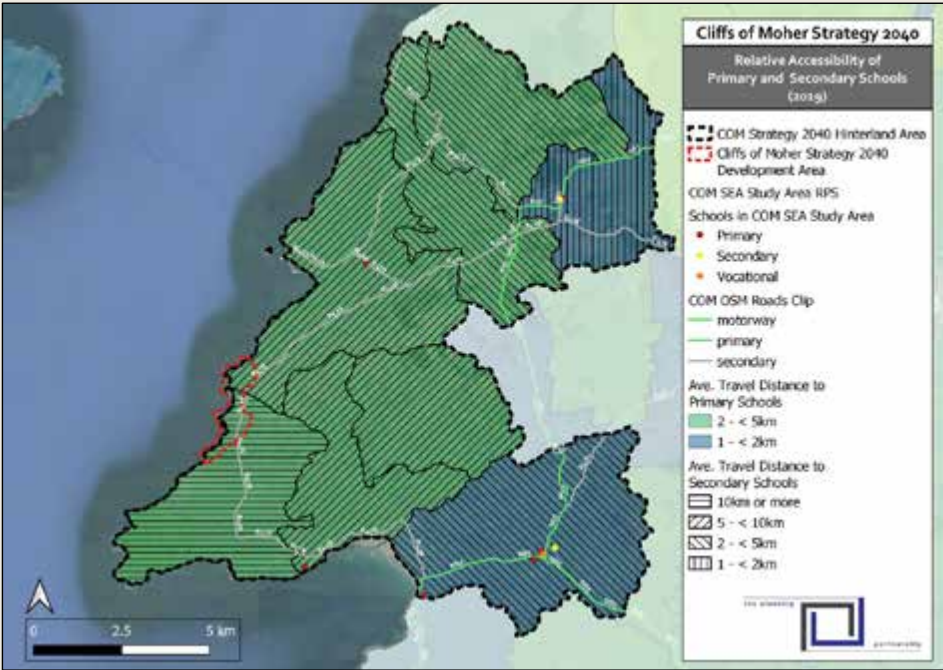 Cliffs of Moher Strategy 2040
Relative Accessibility of
Primary and Secondary Schools
(2019)
COM Strategy 2040 Hinterland Area
Cliffs of Moher Strategy 2040
Development Area
COM SEA Study Area RPS
Schools in COM SEA Study Area
Primary
Secondary
Vocational
COM OSM Roads Clip
motorway
primary
secondary
Ave. Travel Distance to
Primary Schools
2 - < 5km
1 - < 2km
Ave. Travel Distance to
Secondary Schools
10km or more
5 - < 10km
2 - < 5km
1 - < 2km
the planning
partnership
0 2.5 5 km